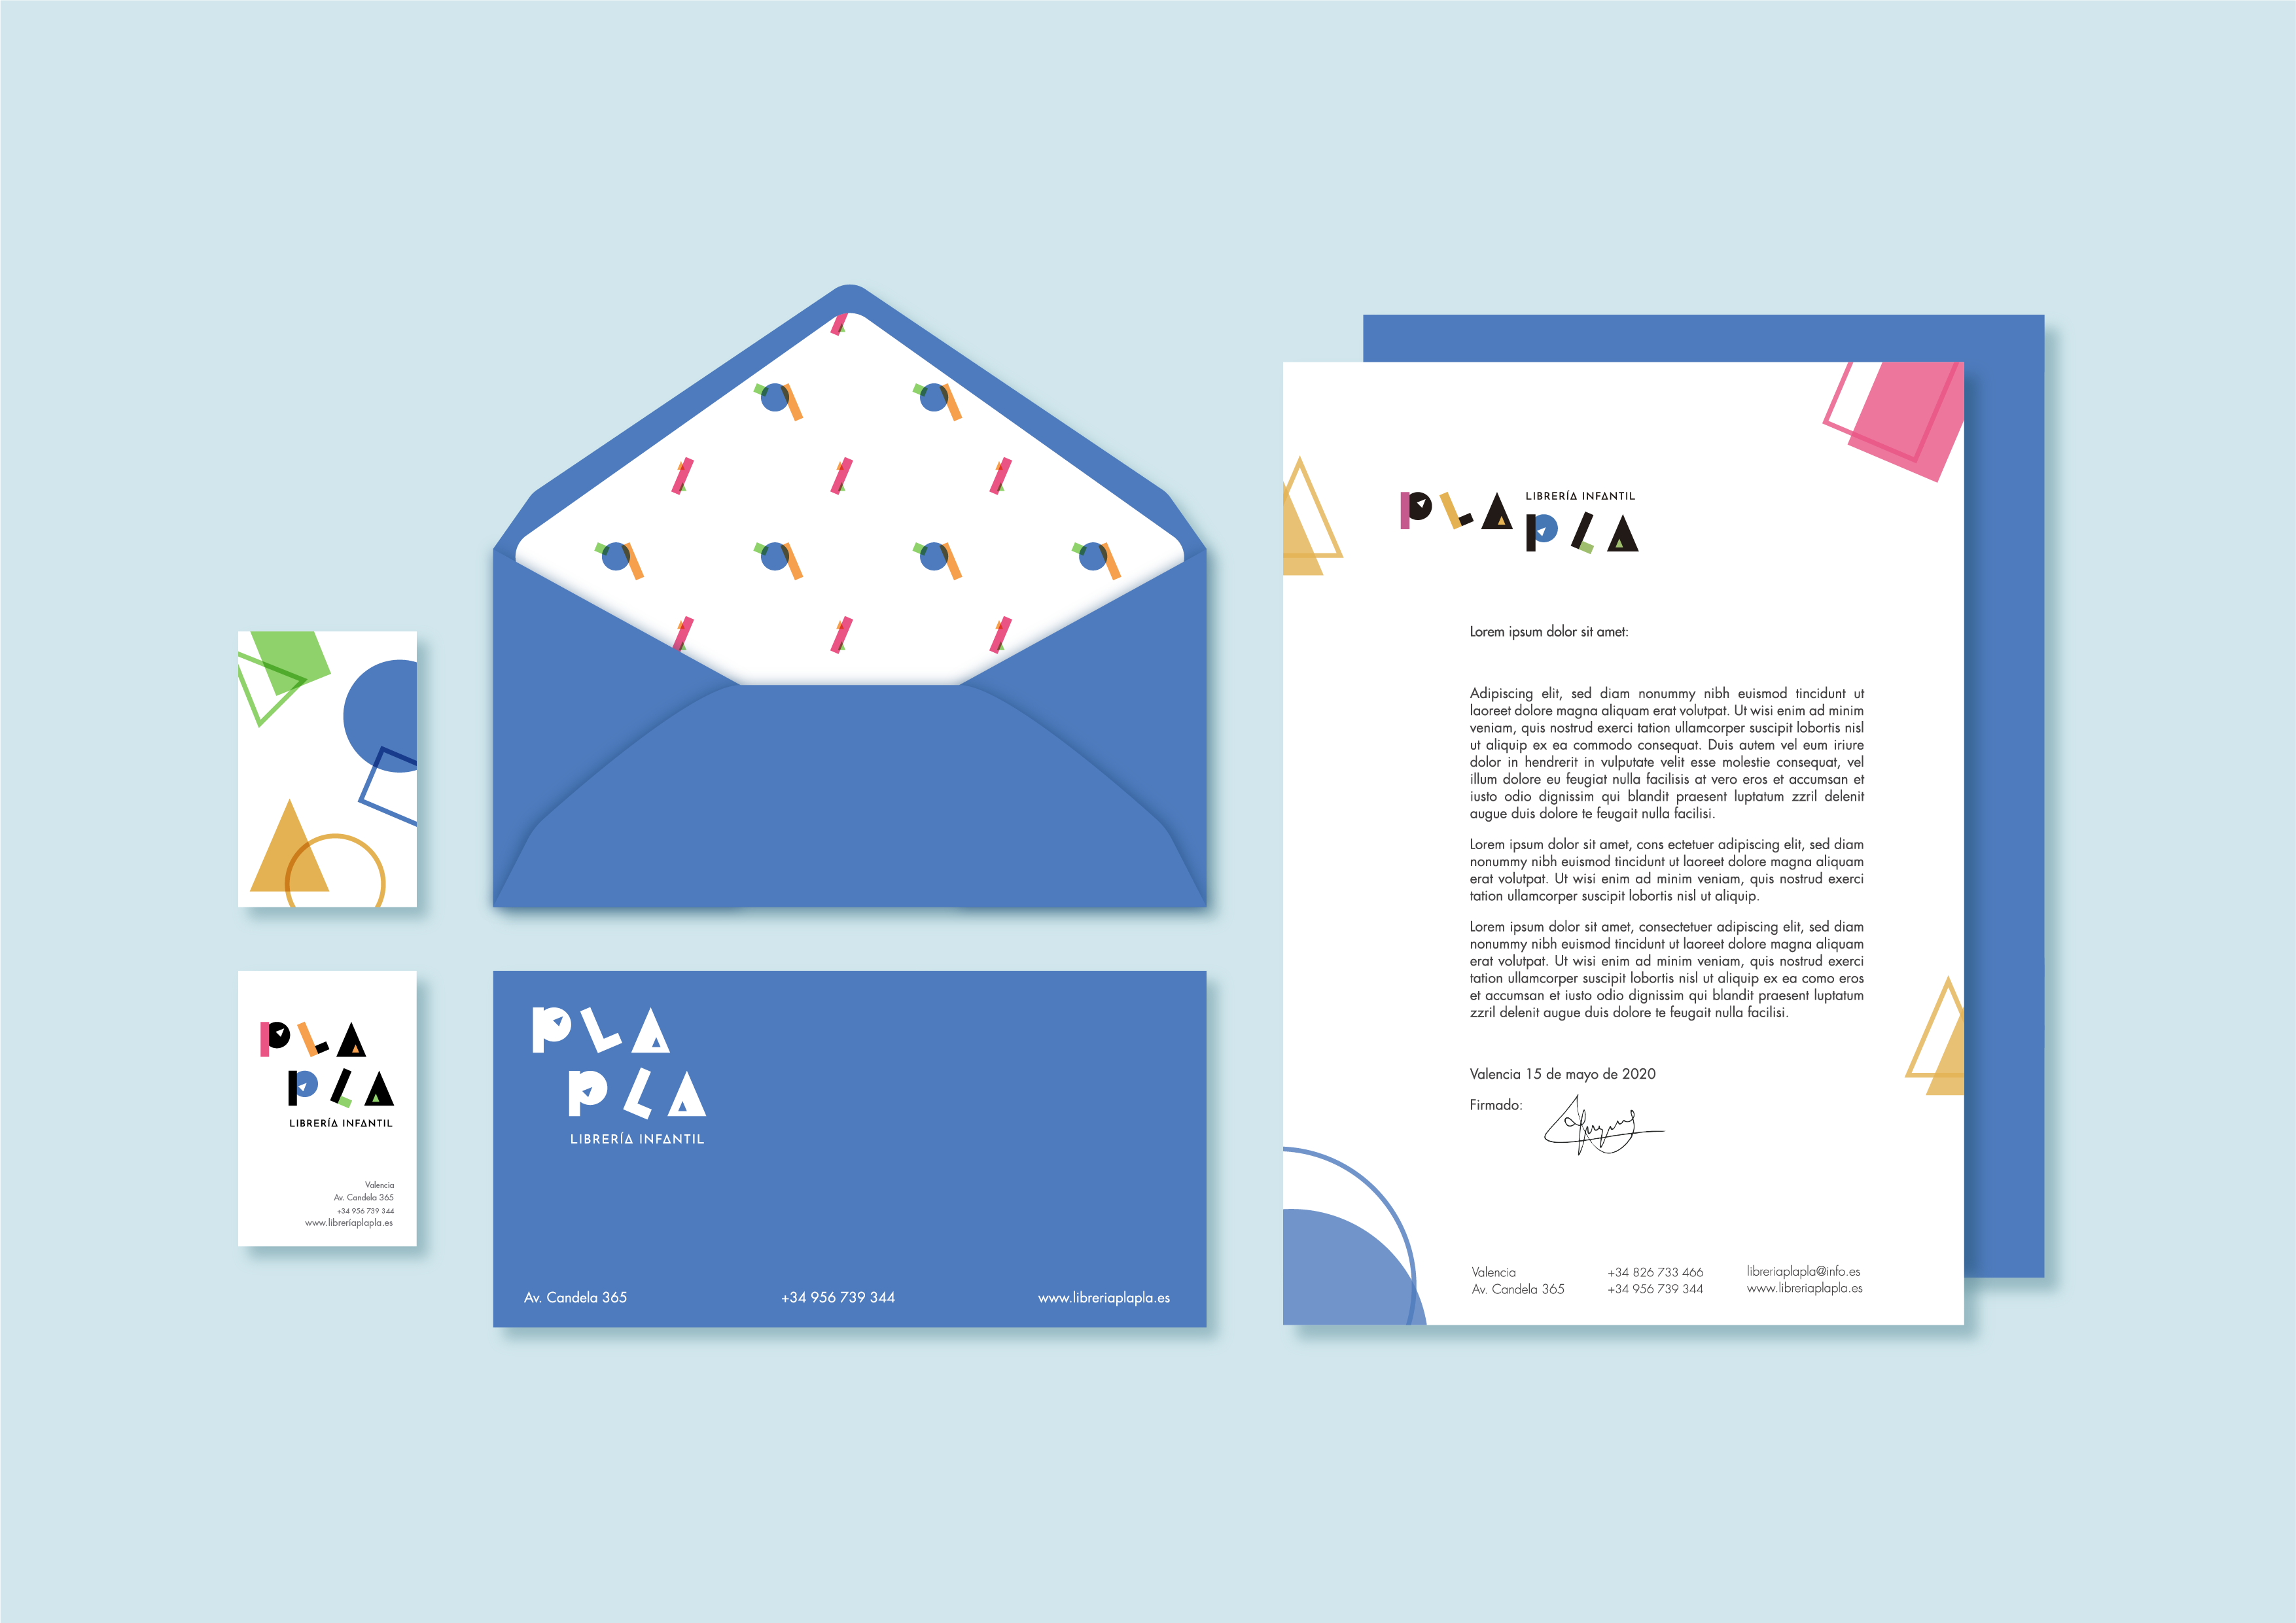 PLA
PLA
LIBRERÍA INFANTIL
Valencia
Av. Candela 365
+34 956 739 344
www.libreríaplapla.es
PLA
PLA
LIBRERÍA INFANTIL
Av. Candela 365
+34 956 739 344
www.libreriaplapla.es
PLA LIBRERÍA INFANTIL
PLA
Lorem ipsum dolor sit amet:
Adipiscing elit, sed diam nonummy nibh euismod tincidunt ut
laoreet dolore magna aliquam erat volutpat. Ut wisi enim ad minim
veniam, quis nostrud exerci tation ullamcorper suscipit lobortis nisl
ut aliquip ex ea commodo consequat. Duis autem vel eum iriure
dolor in hendrerit in vulputate velit esse molestie consequat, vel
illum dolore eu feugiat nulla facilisis at vero eros et accumsan et
iusto odio dignissim qui blandit praesent luptatum zzril delenit
augue duis dolore te feugait nulla facilisi.
Lorem ipsum dolor sit amet, cons ectetuer adipiscing elit, sed diam
nonummy nibh euismod tincidunt ut laoreet dolore magna aliquam
erat volutpat. Ut wisi enim ad minim veniam, quis nostrud exerci
tation ullamcorper suscipit lobortis nisl ut aliquip.
Lorem ipsum dolor sit amet, consectetuer adipiscing elit, sed diam
nonummy nibh euismod tincidunt ut laoreet dolore magna aliquam
erat volutpat. Ut wisi enim ad minim veniam, quis nostrud exerci
tation ullamcorper suscipit lobortis nisl ut aliquip ex ea como eros
et accumsan et iusto odio dignissim qui blandit praesent luptatum
zzril delenit augue duis dolore te feugait nulla facilisi.
Valencia 15 de mayo de 2020
Firmado:
Valencia
Av. Candela 365
+34 826 733 466
+34 956 739 344
libreriaplapla@info.es
www.libreriaplapla.es